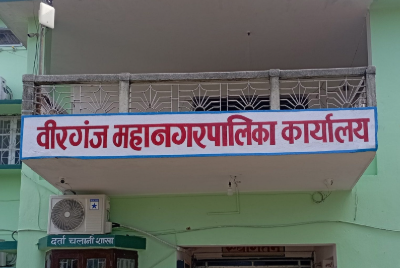 वीरगंज महानगरपालिका कार्यालय
दर्ता चलानी शाखा